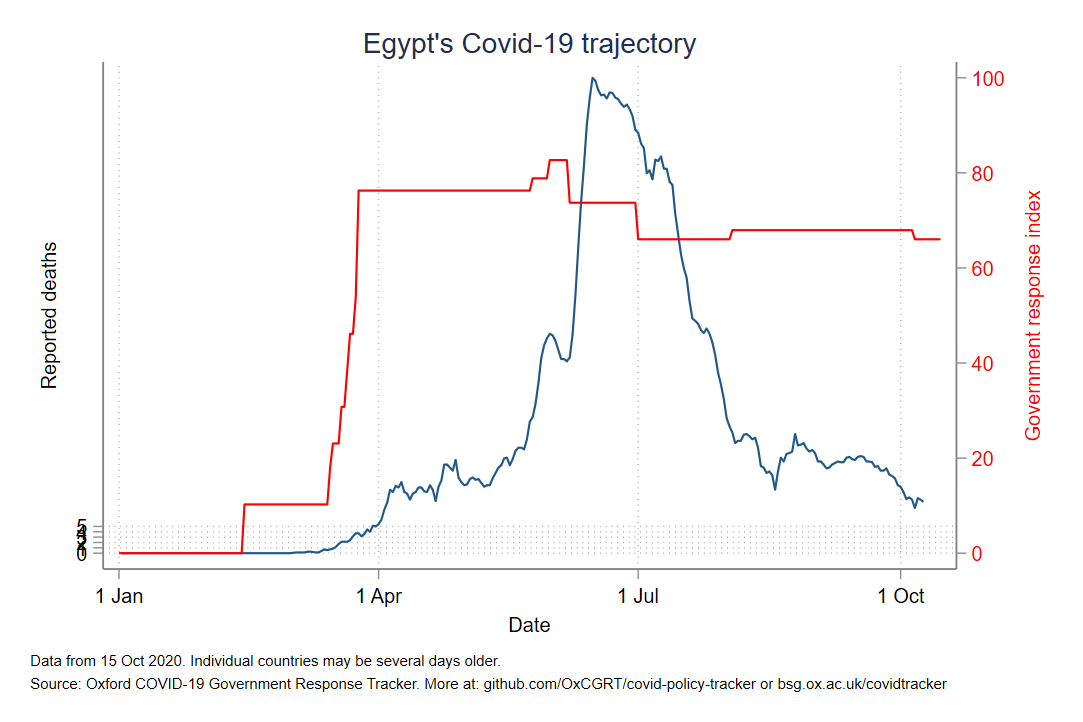 Egypt's Covid-19 trajectory
Reported deaths
5
0
100
80
60
40
20
0
Government response index
1 Jan
1 Apr
1 Jul
1 Oct
Date
Data from 15 Oct 2020. Individual countries may be several days older.
Source: Oxford COVID-19 Government Response Tracker. More at: github.com/OxCGRT/covid-policy-tracker or bsg.ox.ac.uk/covidtracker